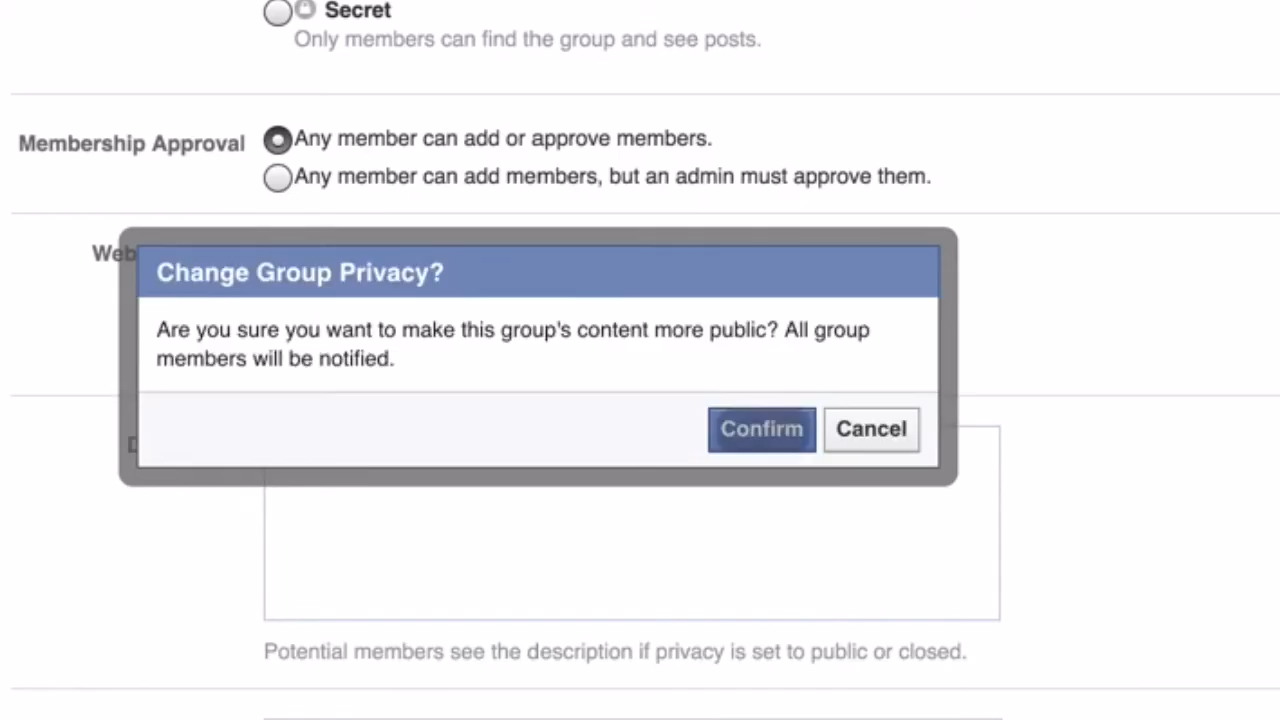 Secret
Only members can find the group and see posts.
Membership Approval
Any member can add or approve members.
Any member can add members, but an admin must approve them.
Web
Change Group Privacy?
Are you sure you want to make this group's content more public? All group
members will be notified.
Confirm
Cancel
Potential members see the description if privacy is set to public or closed.